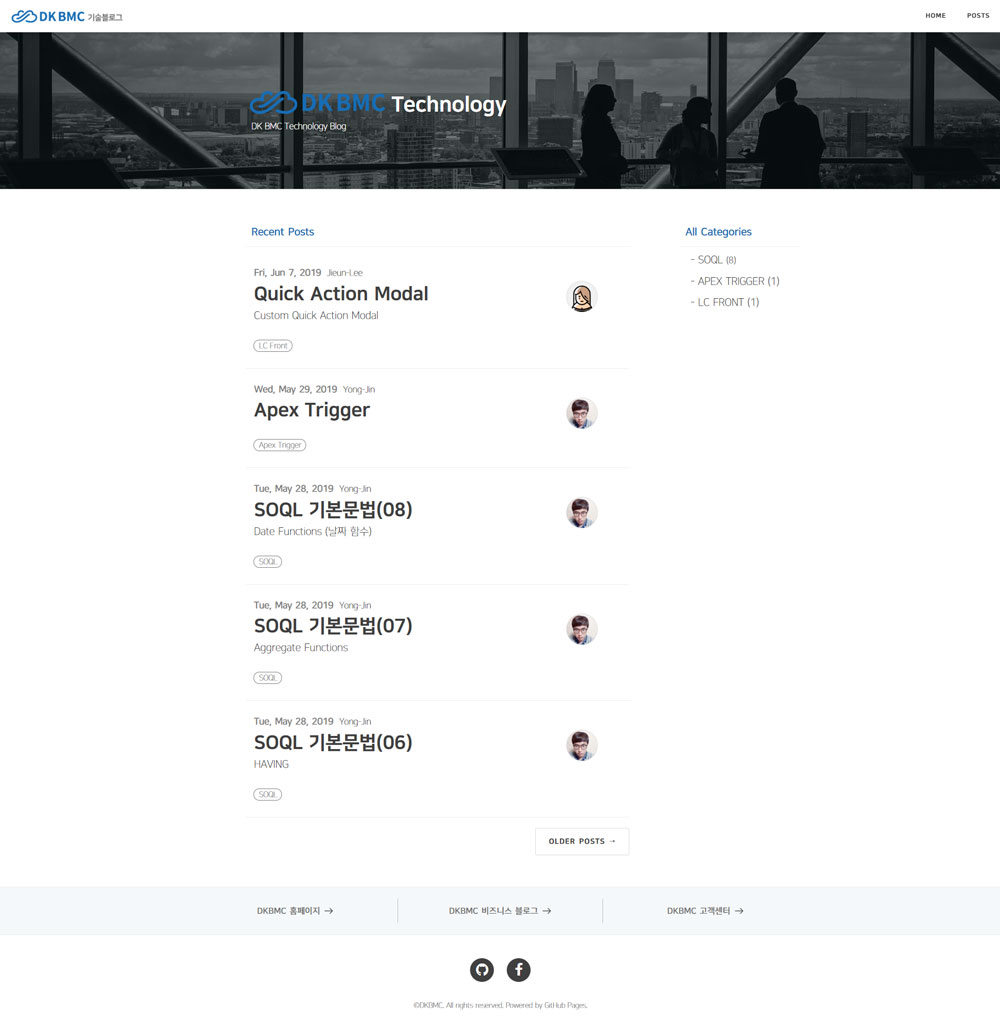 DK BMC 기술블로그
HOME
POSTS
DK BMC Technology
DK BMC Technology Blog
Recent Posts
Fri, Jun 7, 2019 Jieun-Lee
Quick Action Modal
Custom Quick Action Modal
LC Front
Wed, May 29, 2019 Yong-Jin
Apex Trigger
Apex Trigger
Tue, May 28, 2019 Yong-Jin
SOQL 기본문법(08)
Date Functions (날짜 함수)
SOQL
Tue, May 28, 2019 Yong-Jin
SOQL 기본문법(07)
Aggregate Functions
SOQL
Tue, May 28, 2019 Yong-Jin
SOQL 기본문법(06)
HAVING
SOQL
OLDER POSTS →
All Categories
- SOQL (8)
- APEX TRIGGER (1)
- LC FRONT (1)
DKBMC 홈페이지 →
DKBMC 비즈니스 블로그 →
DKBMC 고객센터 →
©DKBMC. All rights reserved. Powered by GitHub Pages.